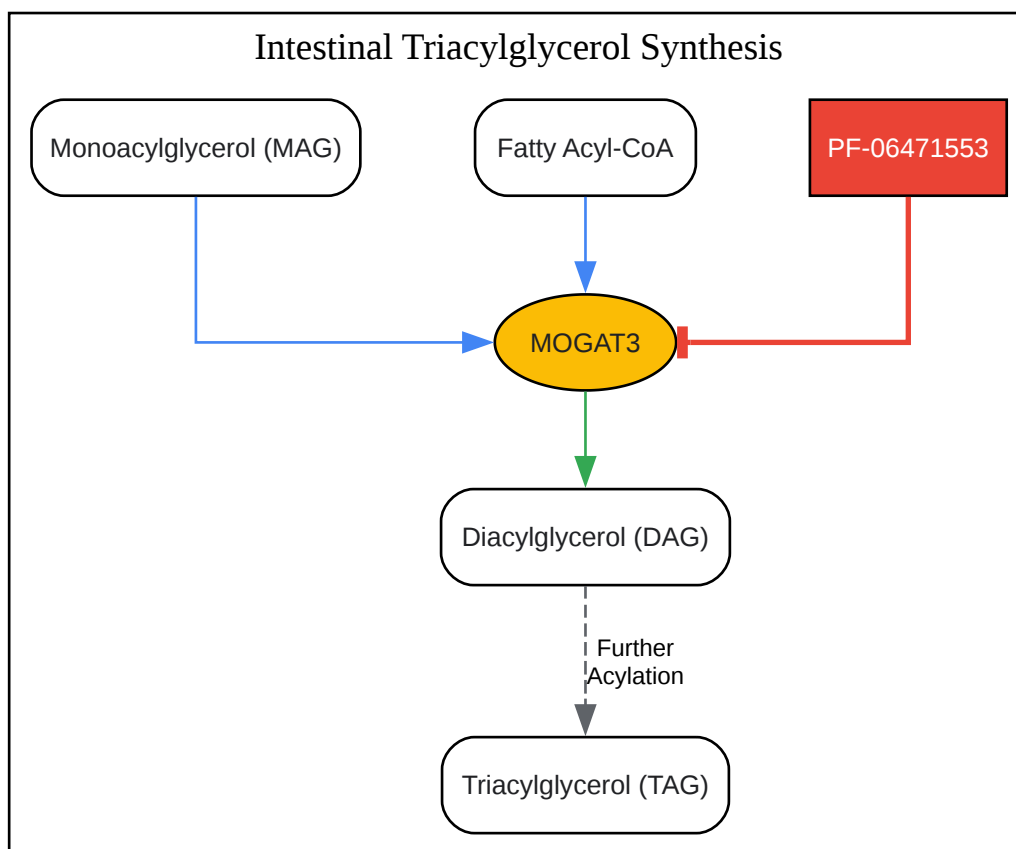 Intestinal Triacylglycerol Synthesis
Monoacylglycerol (MAG)
Fatty Acyl-CoA
PF-06471553
MOGAT3
Diacylglycerol (DAG)
Further
Acylation
Triacylglycerol (TAG)